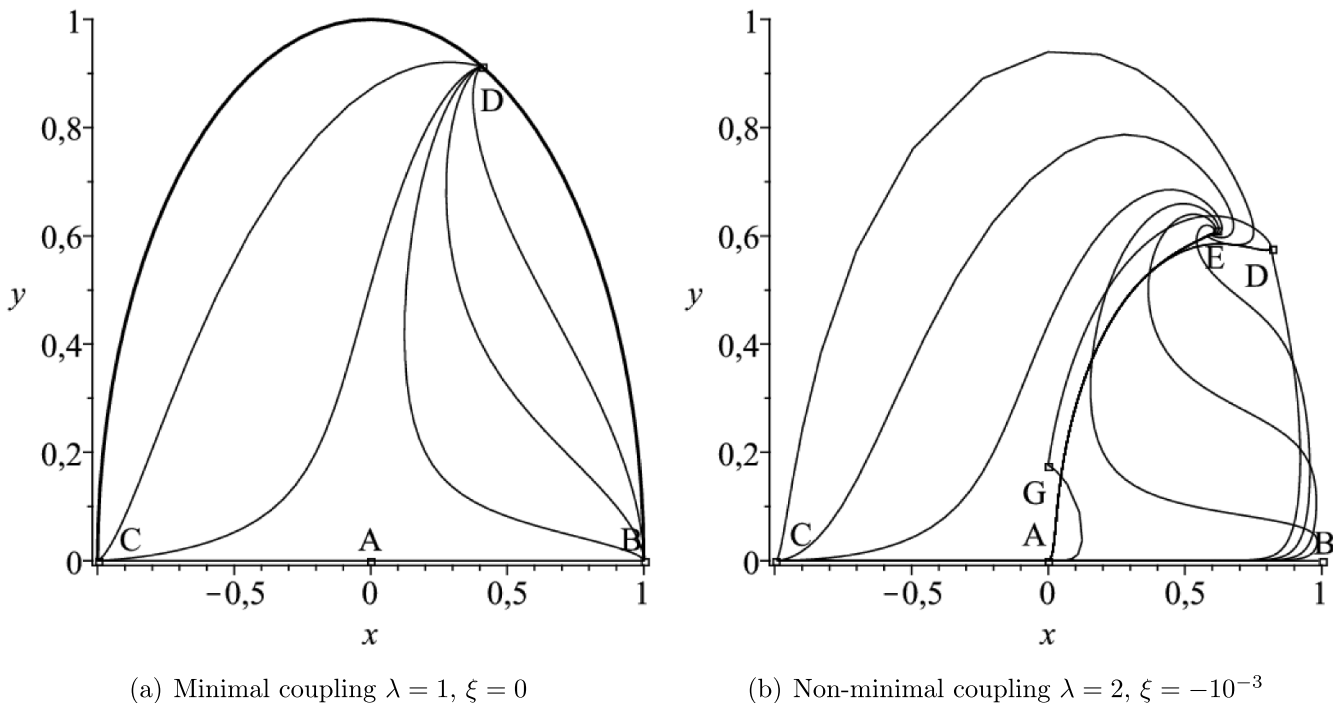 1
0,8
0,6
y
0,4
0,2
0
−0,5
0
0,5
1
x
A
B
C
D
1
0,8
0,6
y
0,4
0,2
0
−0,5
0
0,5
1
x
A
B
C
D
E
G
(a) Minimal coupling λ = 1, ξ = 0
(b) Non-minimal coupling λ = 2, ξ = −10⁻³